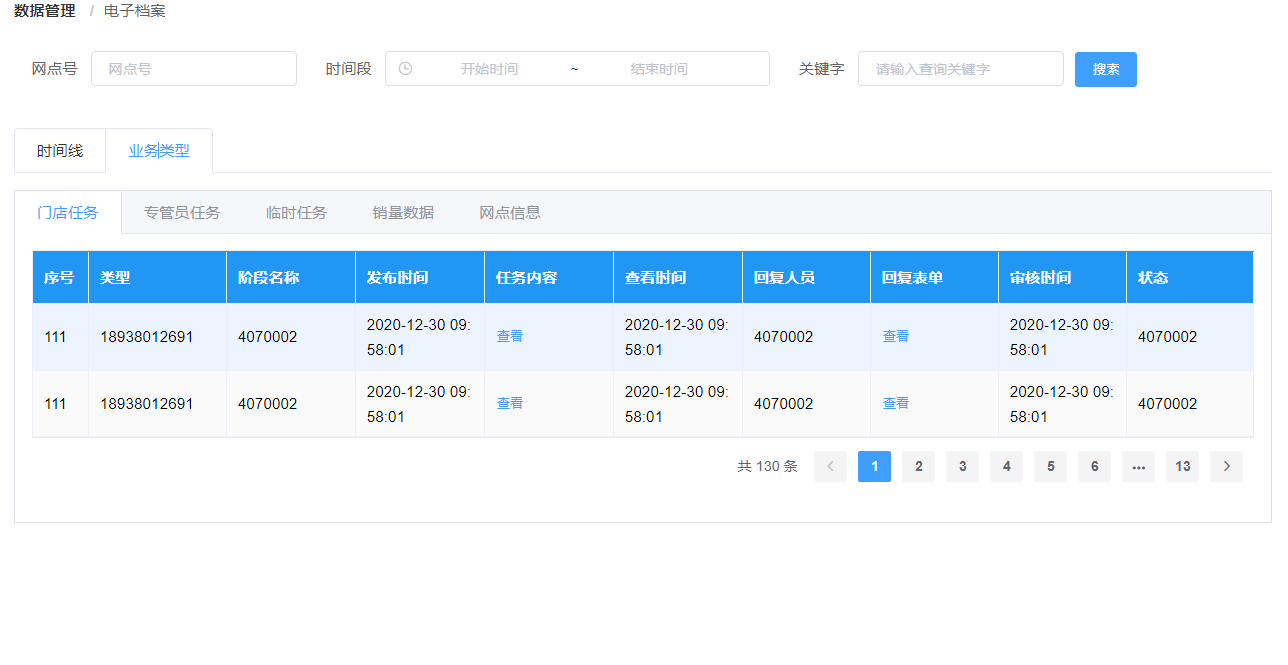 数据管理 / 电子档案
网点号 网点号 时间段 开始时间 ~ 结束时间 关键字 请输入查询关键字 搜索
时间线 业务类型
门店任务 专管员任务 临时任务 销量数据 网点信息
序号 类型 阶段名称 发布时间 任务内容 查看时间 回复人员 回复表单 审核时间 状态
111 18938012691 4070002 2020-12-30 09:58:01 查看 2020-12-30 09:58:01 4070002 查看 2020-12-30 09:58:01 4070002
111 18938012691 4070002 2020-12-30 09:58:01 查看 2020-12-30 09:58:01 4070002 查看 2020-12-30 09:58:01 4070002
共 130 条 < 1 2 3 4 5 6 ... 13 >